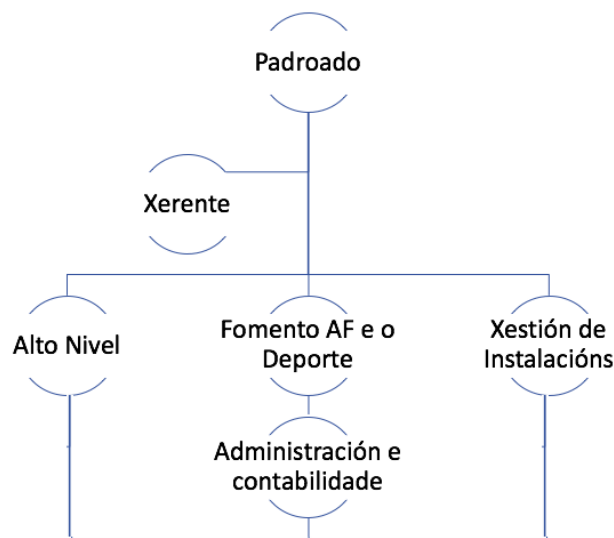 Padroado
Xerente
Alto Nivel
Fomento AF e o
Deporte
Xestión de
Instalacións
Administración e
contabilidade